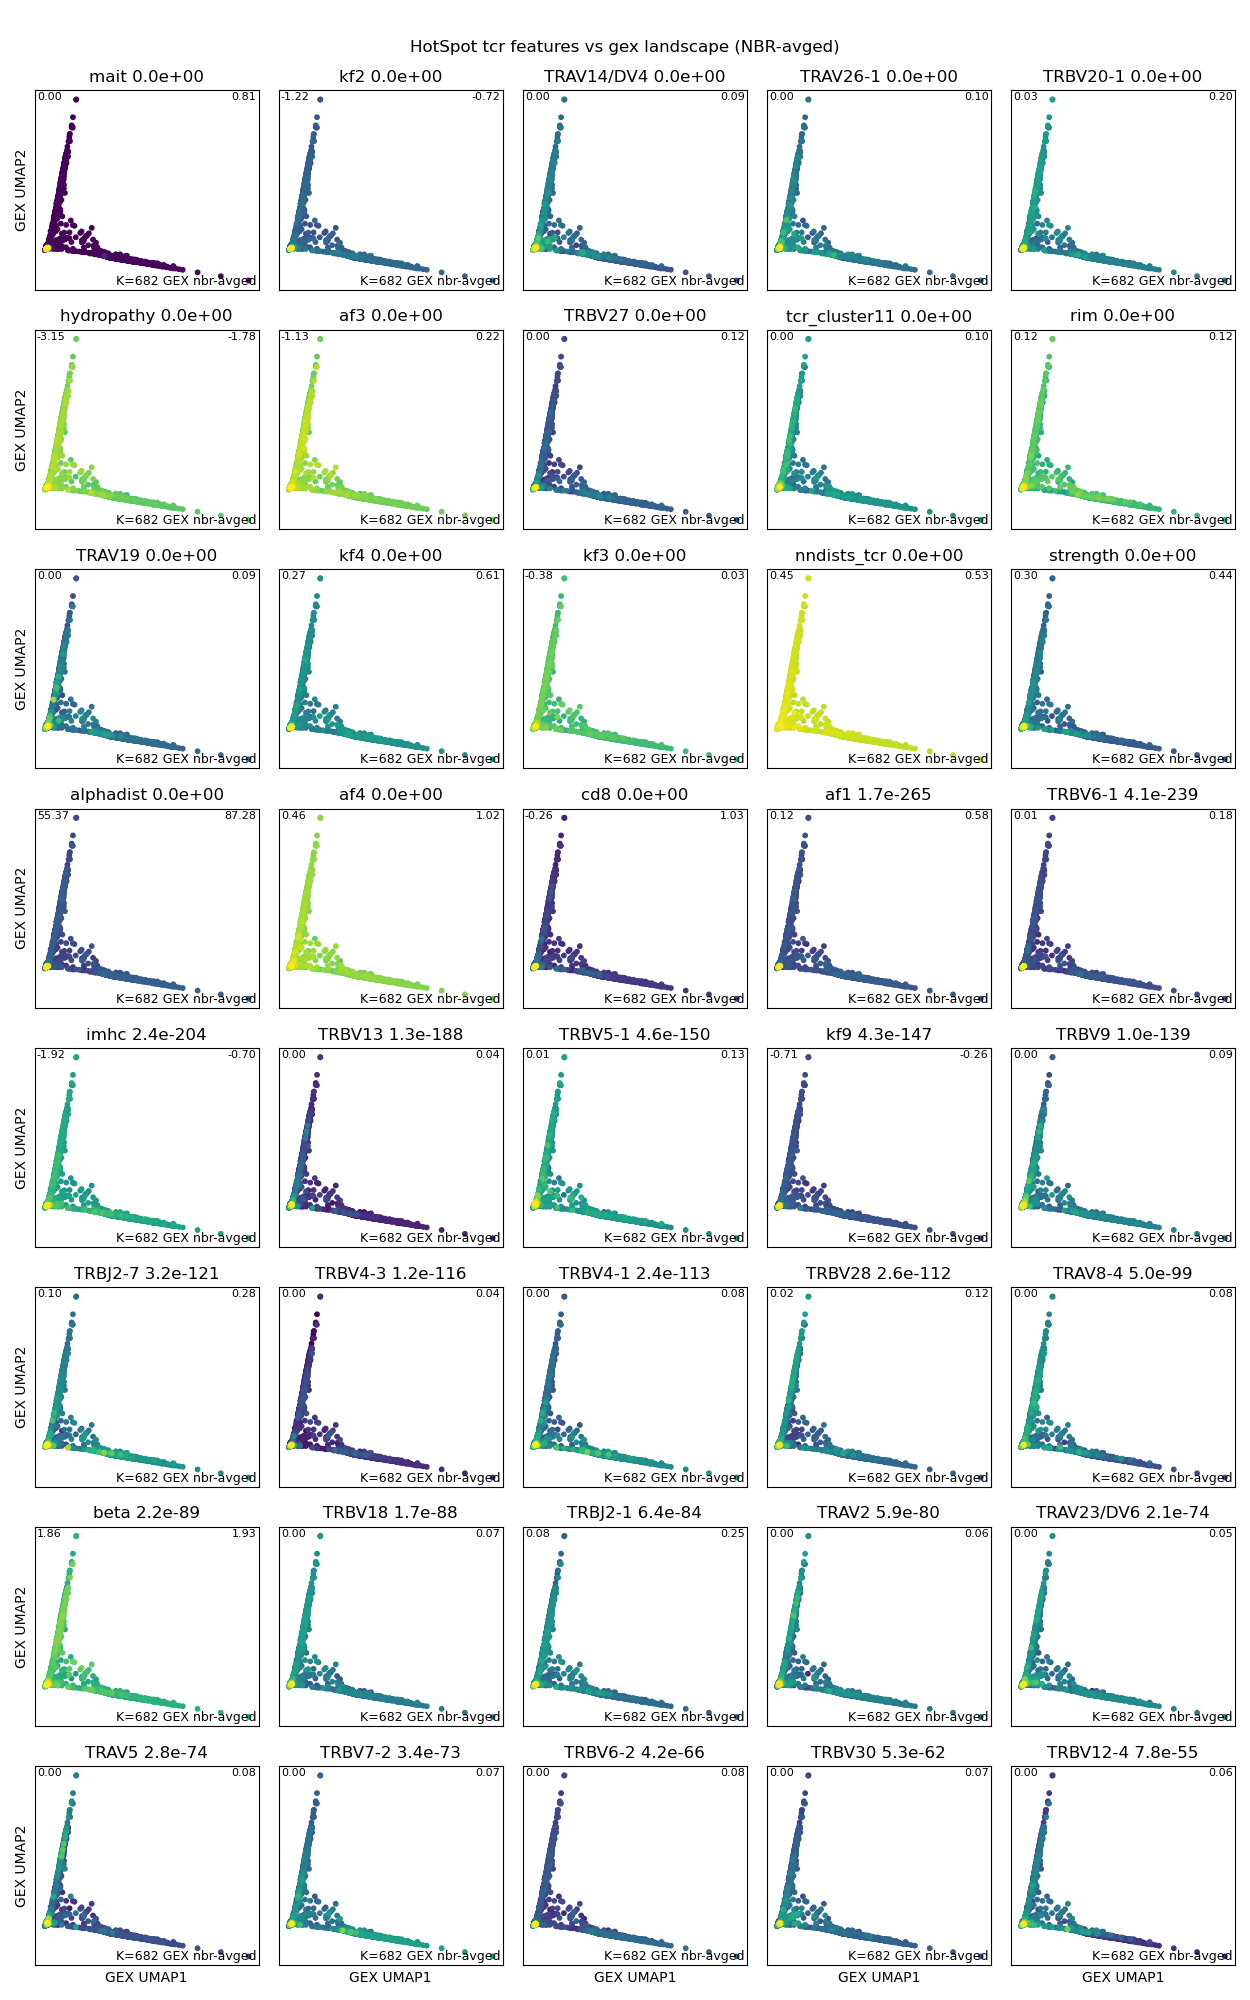 HotSpot tcr features vs gex landscape (NBR-avged)
mait 0.0e+00 kf2 0.0e+00 TRAV14/DV4 0.0e+00 TRAV26-1 0.0e+00 TRBV20-1 0.0e+00
0.00 0.81 -1.22 -0.72 0.00 0.09 0.00 0.10 0.03 0.20
GEX UMAP2
K=682 GEX nbr-avged K=682 GEX nbr-avged K=682 GEX nbr-avged K=682 GEX nbr-avged K=682 GEX nbr-avged
hydropathy 0.0e+00 af3 0.0e+00 TRBV27 0.0e+00 tcr_cluster11 0.0e+00 rim 0.0e+00
-3.15 -1.78 -1.13 0.22 0.00 0.12 0.00 0.10 0.12 0.12
GEX UMAP2
K=682 GEX nbr-avged K=682 GEX nbr-avged K=682 GEX nbr-avged K=682 GEX nbr-avged K=682 GEX nbr-avged
TRAV19 0.0e+00 kf4 0.0e+00 kf3 0.0e+00 nndists_tcr 0.0e+00 strength 0.0e+00
0.00 0.09 0.27 0.61 -0.38 0.03 0.45 0.53 0.30 0.44
GEX UMAP2
K=682 GEX nbr-avged K=682 GEX nbr-avged K=682 GEX nbr-avged K=682 GEX nbr-avged K=682 GEX nbr-avged
alphadist 0.0e+00 af4 0.0e+00 cd8 0.0e+00 af1 1.7e-265 TRBV6-1 4.1e-239
55.37 87.28 0.46 1.02 -0.26 1.03 0.12 0.58 0.01 0.18
GEX UMAP2
K=682 GEX nbr-avged K=682 GEX nbr-avged K=682 GEX nbr-avged K=682 GEX nbr-avged K=682 GEX nbr-avged
imhc 2.4e-204 TRBV13 1.3e-188 TRBV5-1 4.6e-150 kf9 4.3e-147 TRBV9 1.0e-139
-1.92 -0.70 0.00 0.04 0.01 0.13 -0.71 -0.26 0.00 0.09
GEX UMAP2
K=682 GEX nbr-avged K=682 GEX nbr-avged K=682 GEX nbr-avged K=682 GEX nbr-avged K=682 GEX nbr-avged
TRBJ2-7 3.2e-121 TRBV4-3 1.2e-116 TRBV4-1 2.4e-113 TRBV28 2.6e-112 TRAV8-4 5.0e-99
0.10 0.28 0.00 0.04 0.00 0.08 0.02 0.12 0.00 0.08
GEX UMAP2
K=682 GEX nbr-avged K=682 GEX nbr-avged K=682 GEX nbr-avged K=682 GEX nbr-avged K=682 GEX nbr-avged
beta 2.2e-89 TRBV18 1.7e-88 TRBJ2-1 6.4e-84 TRAV2 5.9e-80 TRAV23/DV6 2.1e-74
1.86 1.93 0.00 0.07 0.08 0.25 0.00 0.06 0.00 0.05
GEX UMAP2
K=682 GEX nbr-avged K=682 GEX nbr-avged K=682 GEX nbr-avged K=682 GEX nbr-avged K=682 GEX nbr-avged
TRAV5 2.8e-74 TRBV7-2 3.4e-73 TRBV6-2 4.2e-66 TRBV30 5.3e-62 TRBV12-4 7.8e-55
0.00 0.08 0.00 0.07 0.00 0.08 0.00 0.07 0.00 0.06
GEX UMAP2
K=682 GEX nbr-avged K=682 GEX nbr-avged K=682 GEX nbr-avged K=682 GEX nbr-avged K=682 GEX nbr-avged
GEX UMAP1 GEX UMAP1 GEX UMAP1 GEX UMAP1 GEX UMAP1